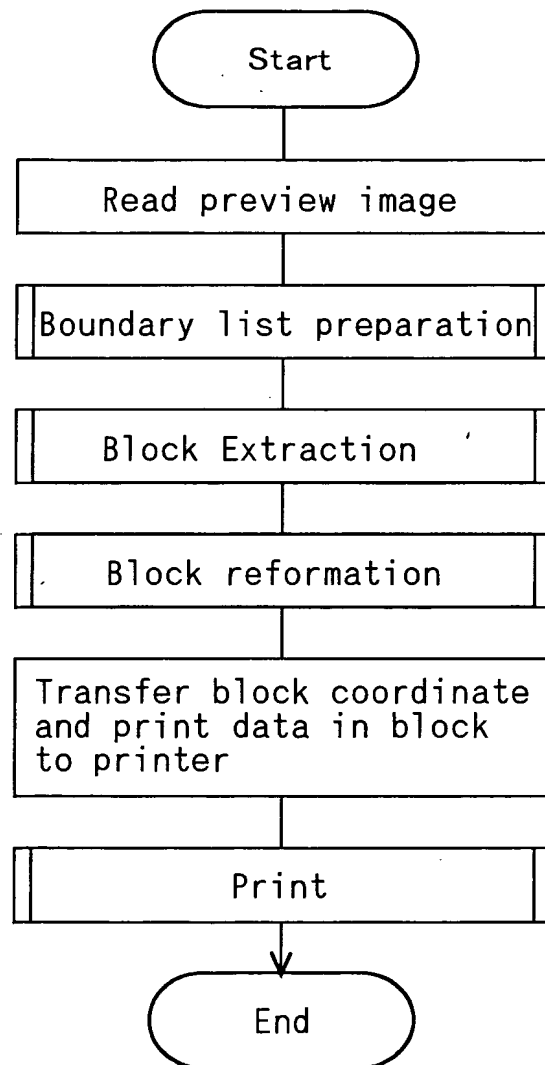 Start
Read preview image
Boundary list preparation
Block Extraction
Block reformation
Transfer block coordinate
and print data in block
to printer
Print
End